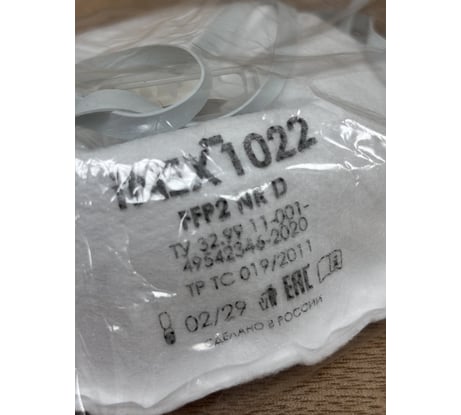 1022
FFP2 NR D
ТУ 32.99.11-001-
49542346-2020
ТР ТС 019/2011
02/29 EAC
СДЕЛАНО В РОССИИ